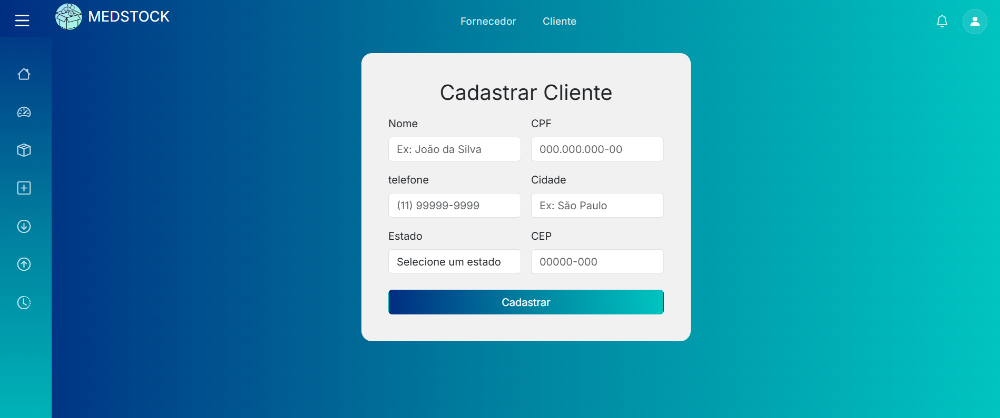 MEDSTOCK
Fornecedor Cliente
Cadastrar Cliente
Nome CPF
Ex: João da Silva 000.000.000-00
telefone Cidade
(11) 99999-9999 Ex: São Paulo
Estado CEP
Selecione um estado 00000-000
Cadastrar